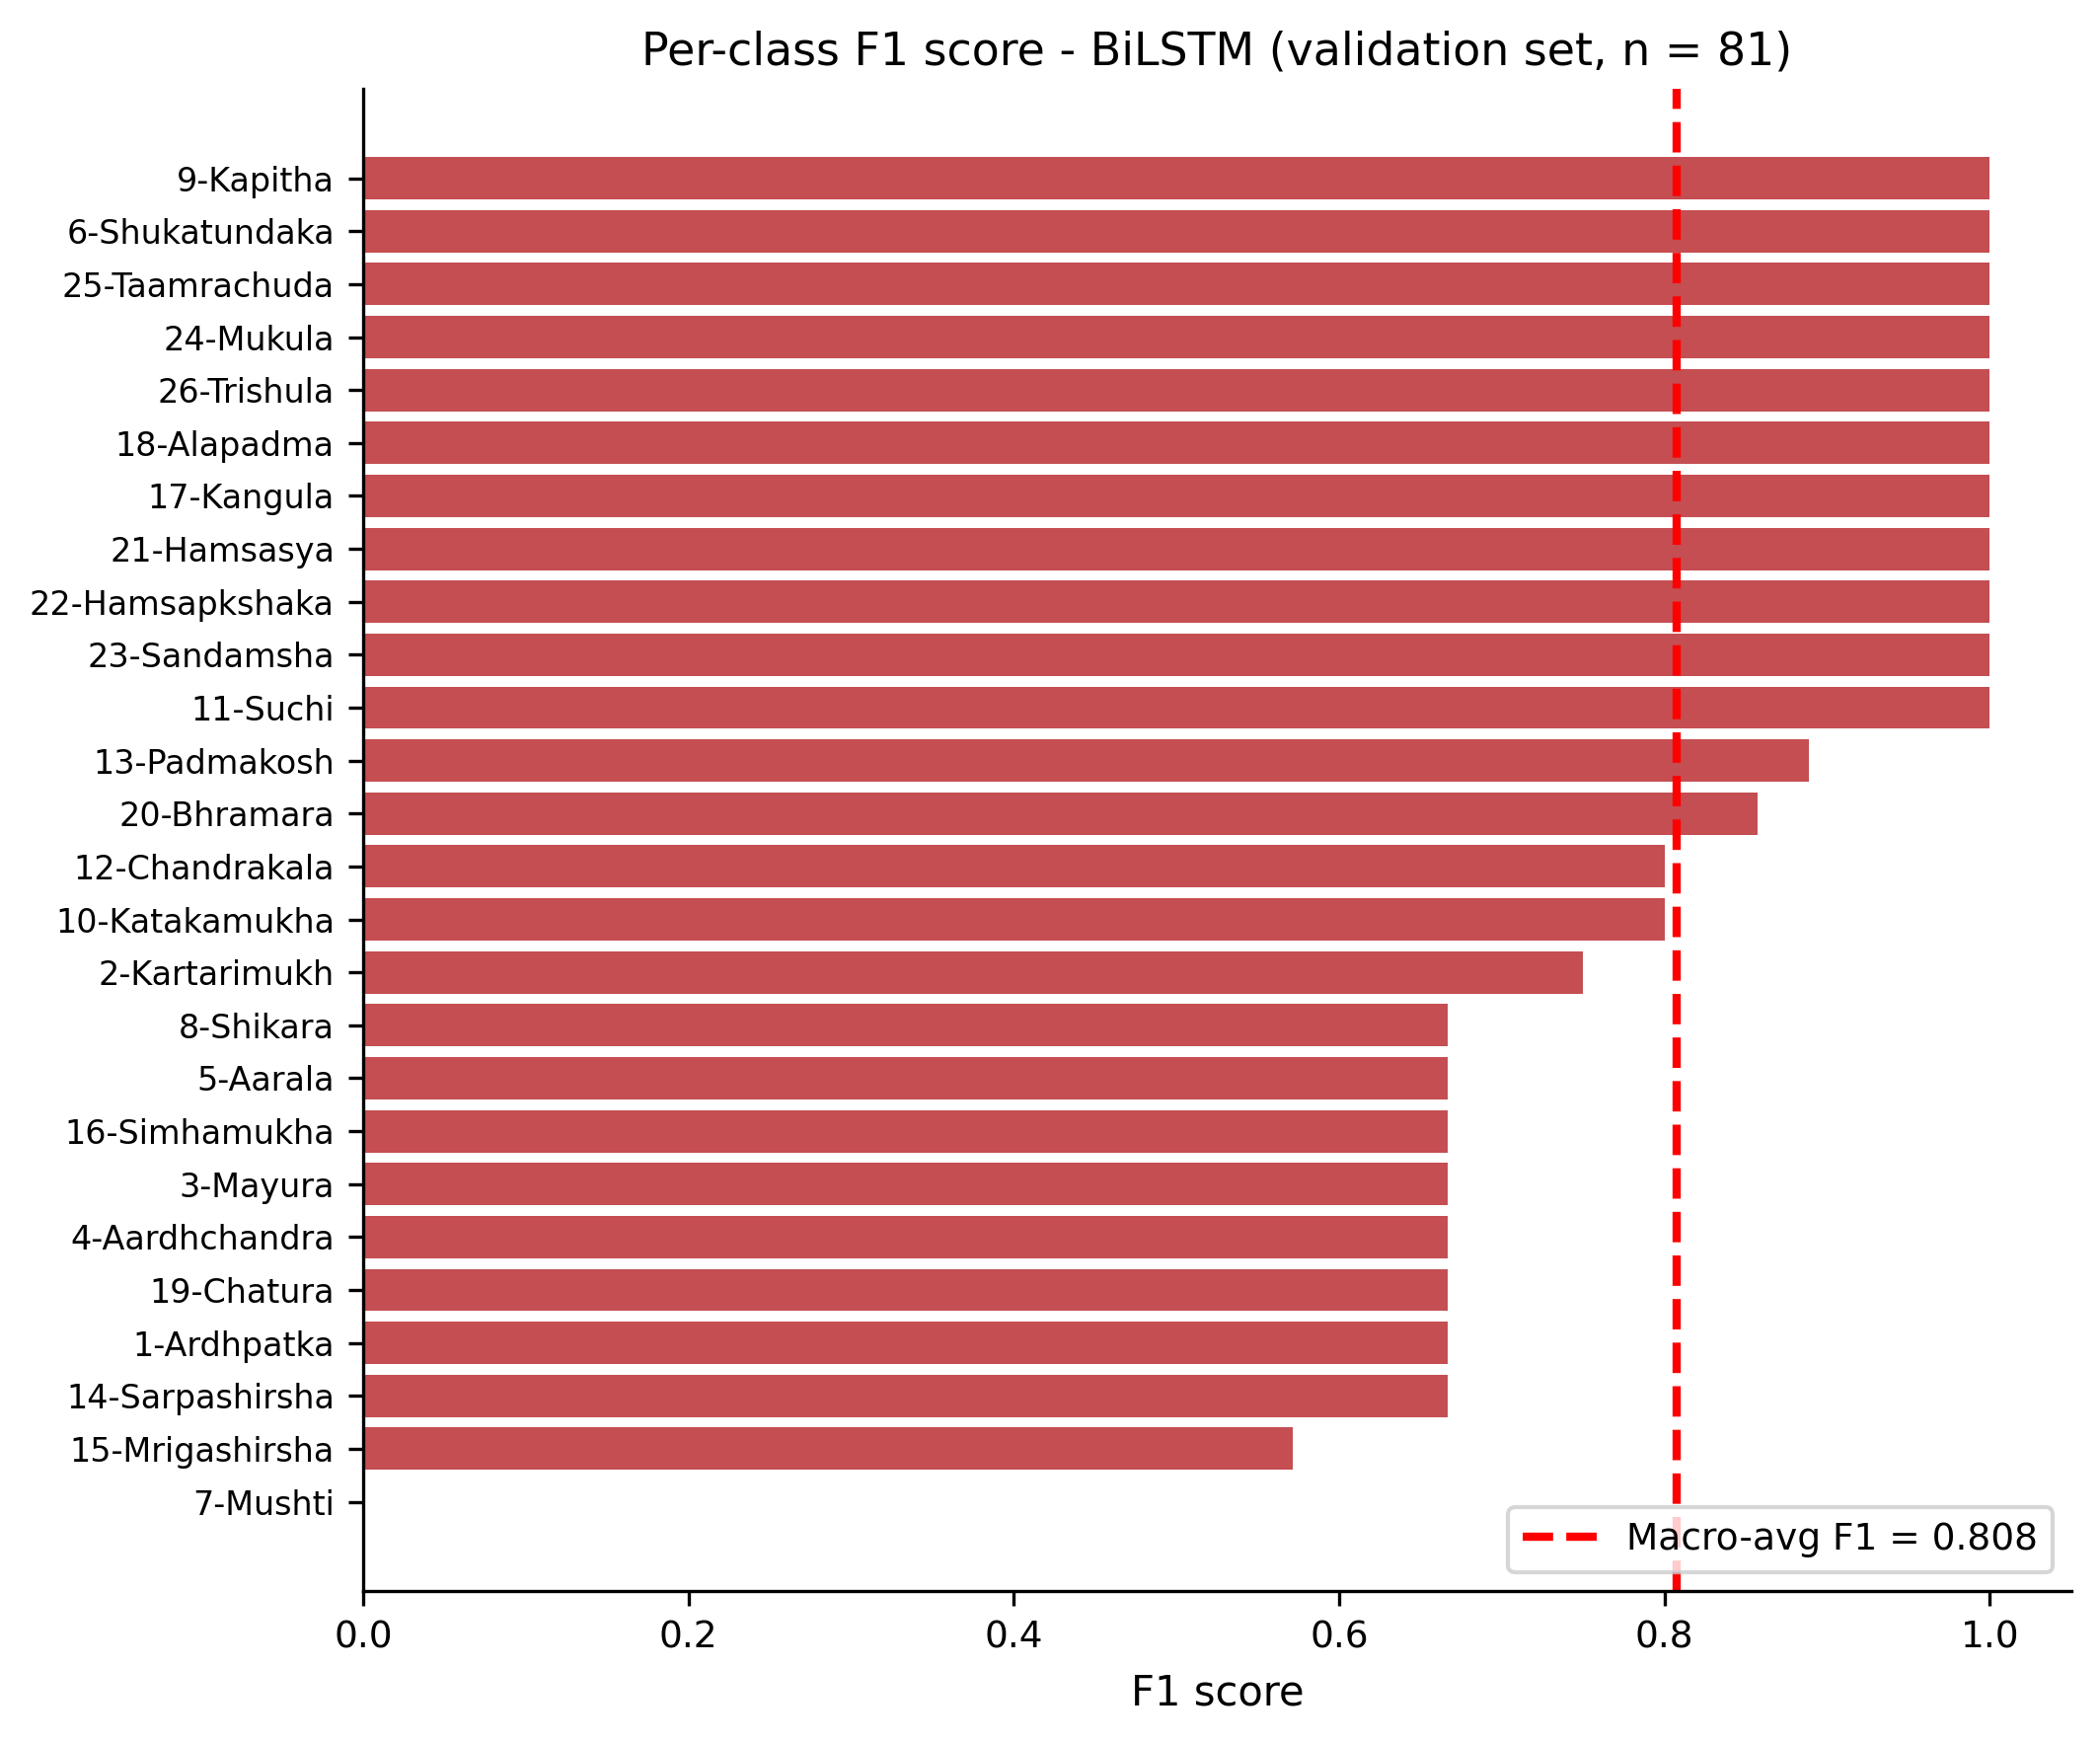 Per-class F1 score - BiLSTM (validation set, n = 81)
9-Kapitha
6-Shukatundaka
25-Taamrachuda
24-Mukula
26-Trishula
18-Alapadma
17-Kangula
21-Hamsasya
22-Hamsapkshaka
23-Sandamsha
11-Suchi
13-Padmakosh
20-Bhramara
12-Chandrakala
10-Katakamukha
2-Kartarimukh
8-Shikara
5-Aarala
16-Simhamukha
3-Mayura
4-Aardhchandra
19-Chatura
1-Ardhpatka
14-Sarpashirsha
15-Mrigashirsha
7-Mushti
Macro-avg F1 = 0.808
0.0 0.2 0.4 0.6 0.8 1.0
F1 score